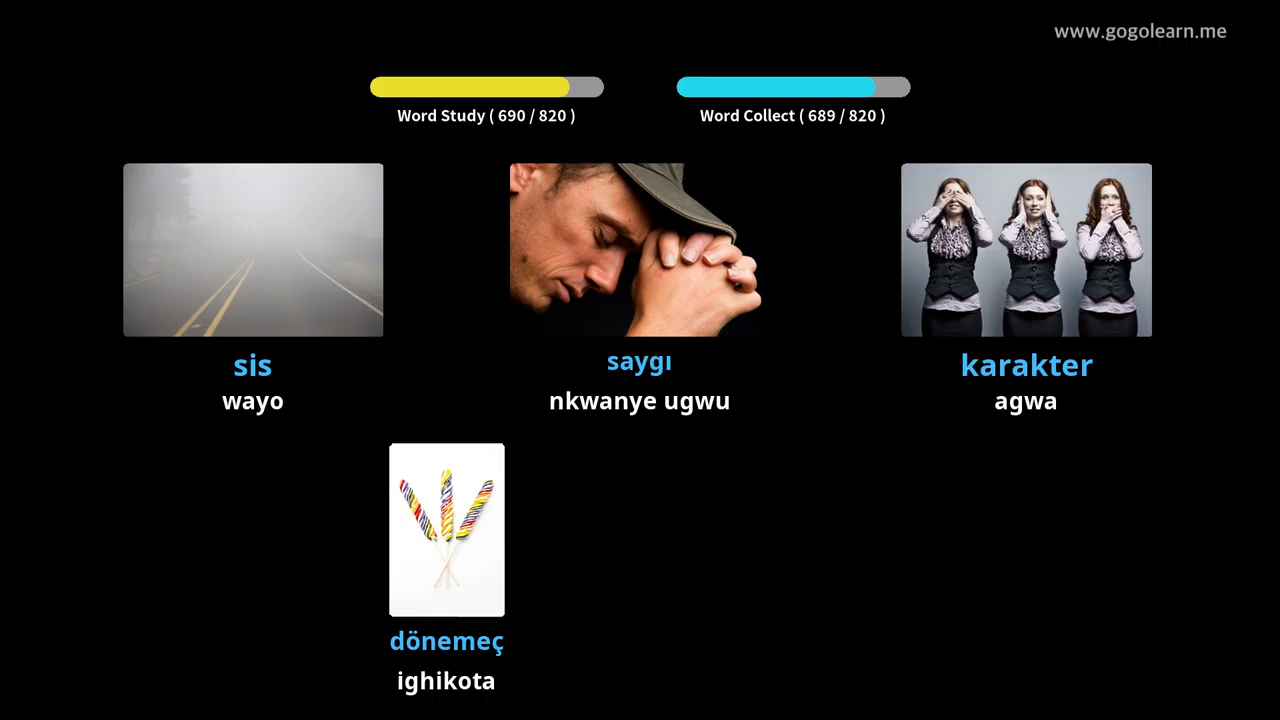 www.gogolearn.me
Word Study ( 690 / 820 )
Word Collect ( 689 / 820 )
sis
wayo
saygı
nkwanye ugwu
karakter
agwa
dönemeç
ighikota